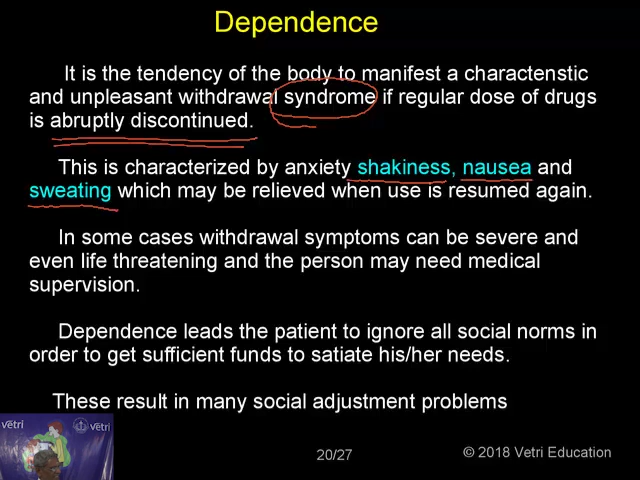 Dependence
It is the tendency of the body to manifest a charactenstic
and unpleasant withdrawal syndrome if regular dose of drugs
is abruptly discontinued.
This is characterized by anxiety shakiness, nausea and
sweating which may be relieved when use is resumed again.
In some cases withdrawal symptoms can be severe and
even life threatening and the person may need medical
supervision.
Dependence leads the patient to ignore all social norms in
order to get sufficient funds to satiate his/her needs.
These result in many social adjustment problems
vētri
vētri
20/27
© 2018 Vetri Education